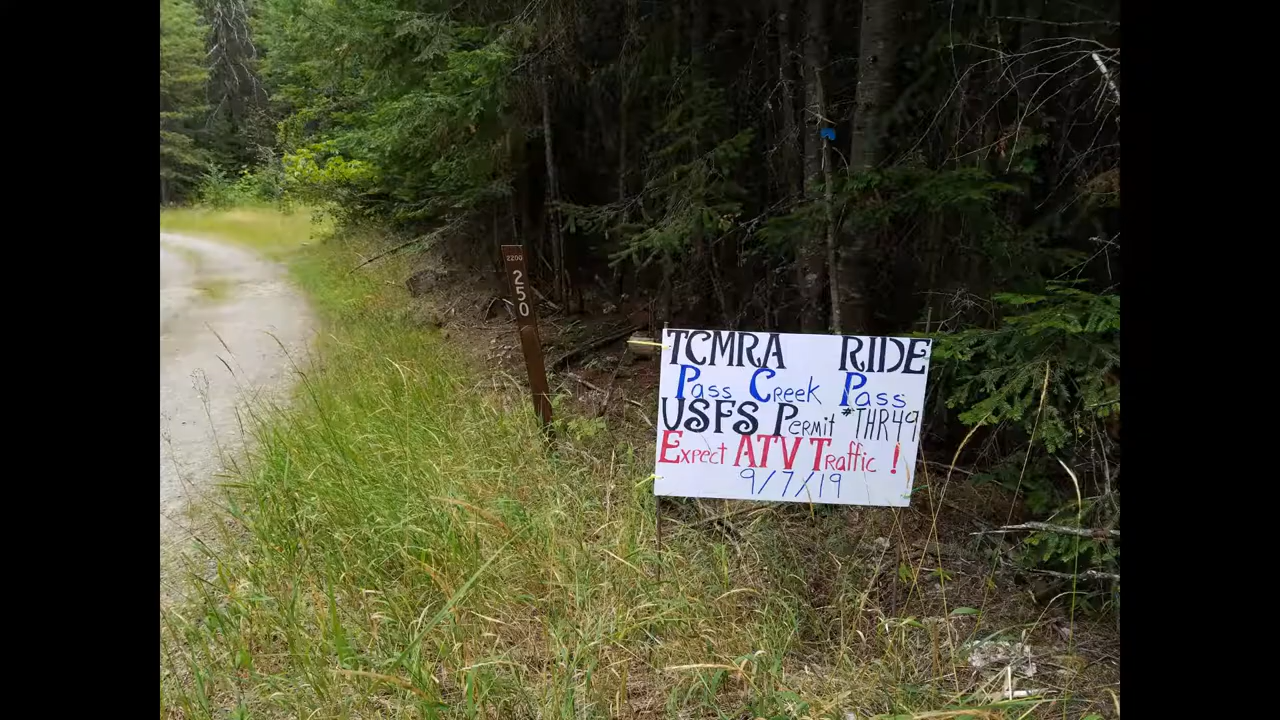 2200
250
TCMRA RIDE
Pass Creek Pass
USFS Permit #THR49
Expect ATV Traffic !
9/7/19